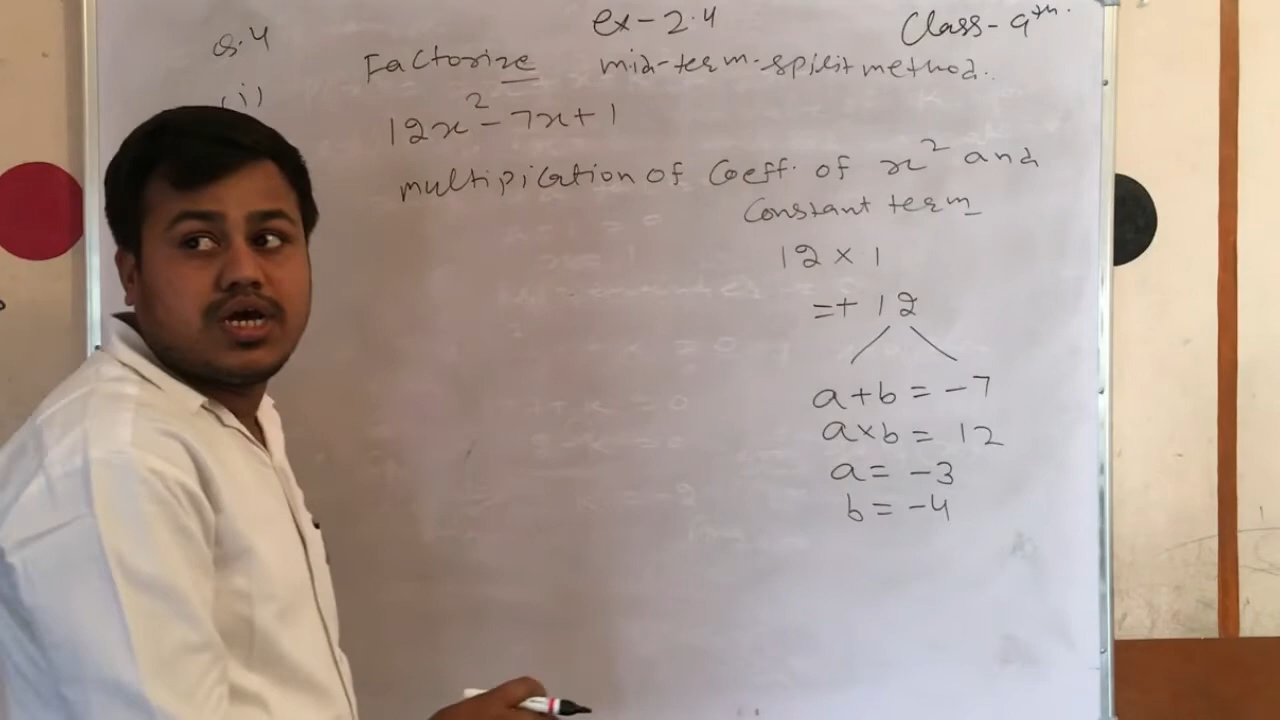 ex-2.4
Class-9th.
Q.4
Factorize mid-term-split method.
(i)
12x²-7x+1
multipication of Coeff. of x² and
Constant term
12 × 1
=+ 12
a+b = -7
a×b = 12
a = -3
b = -4